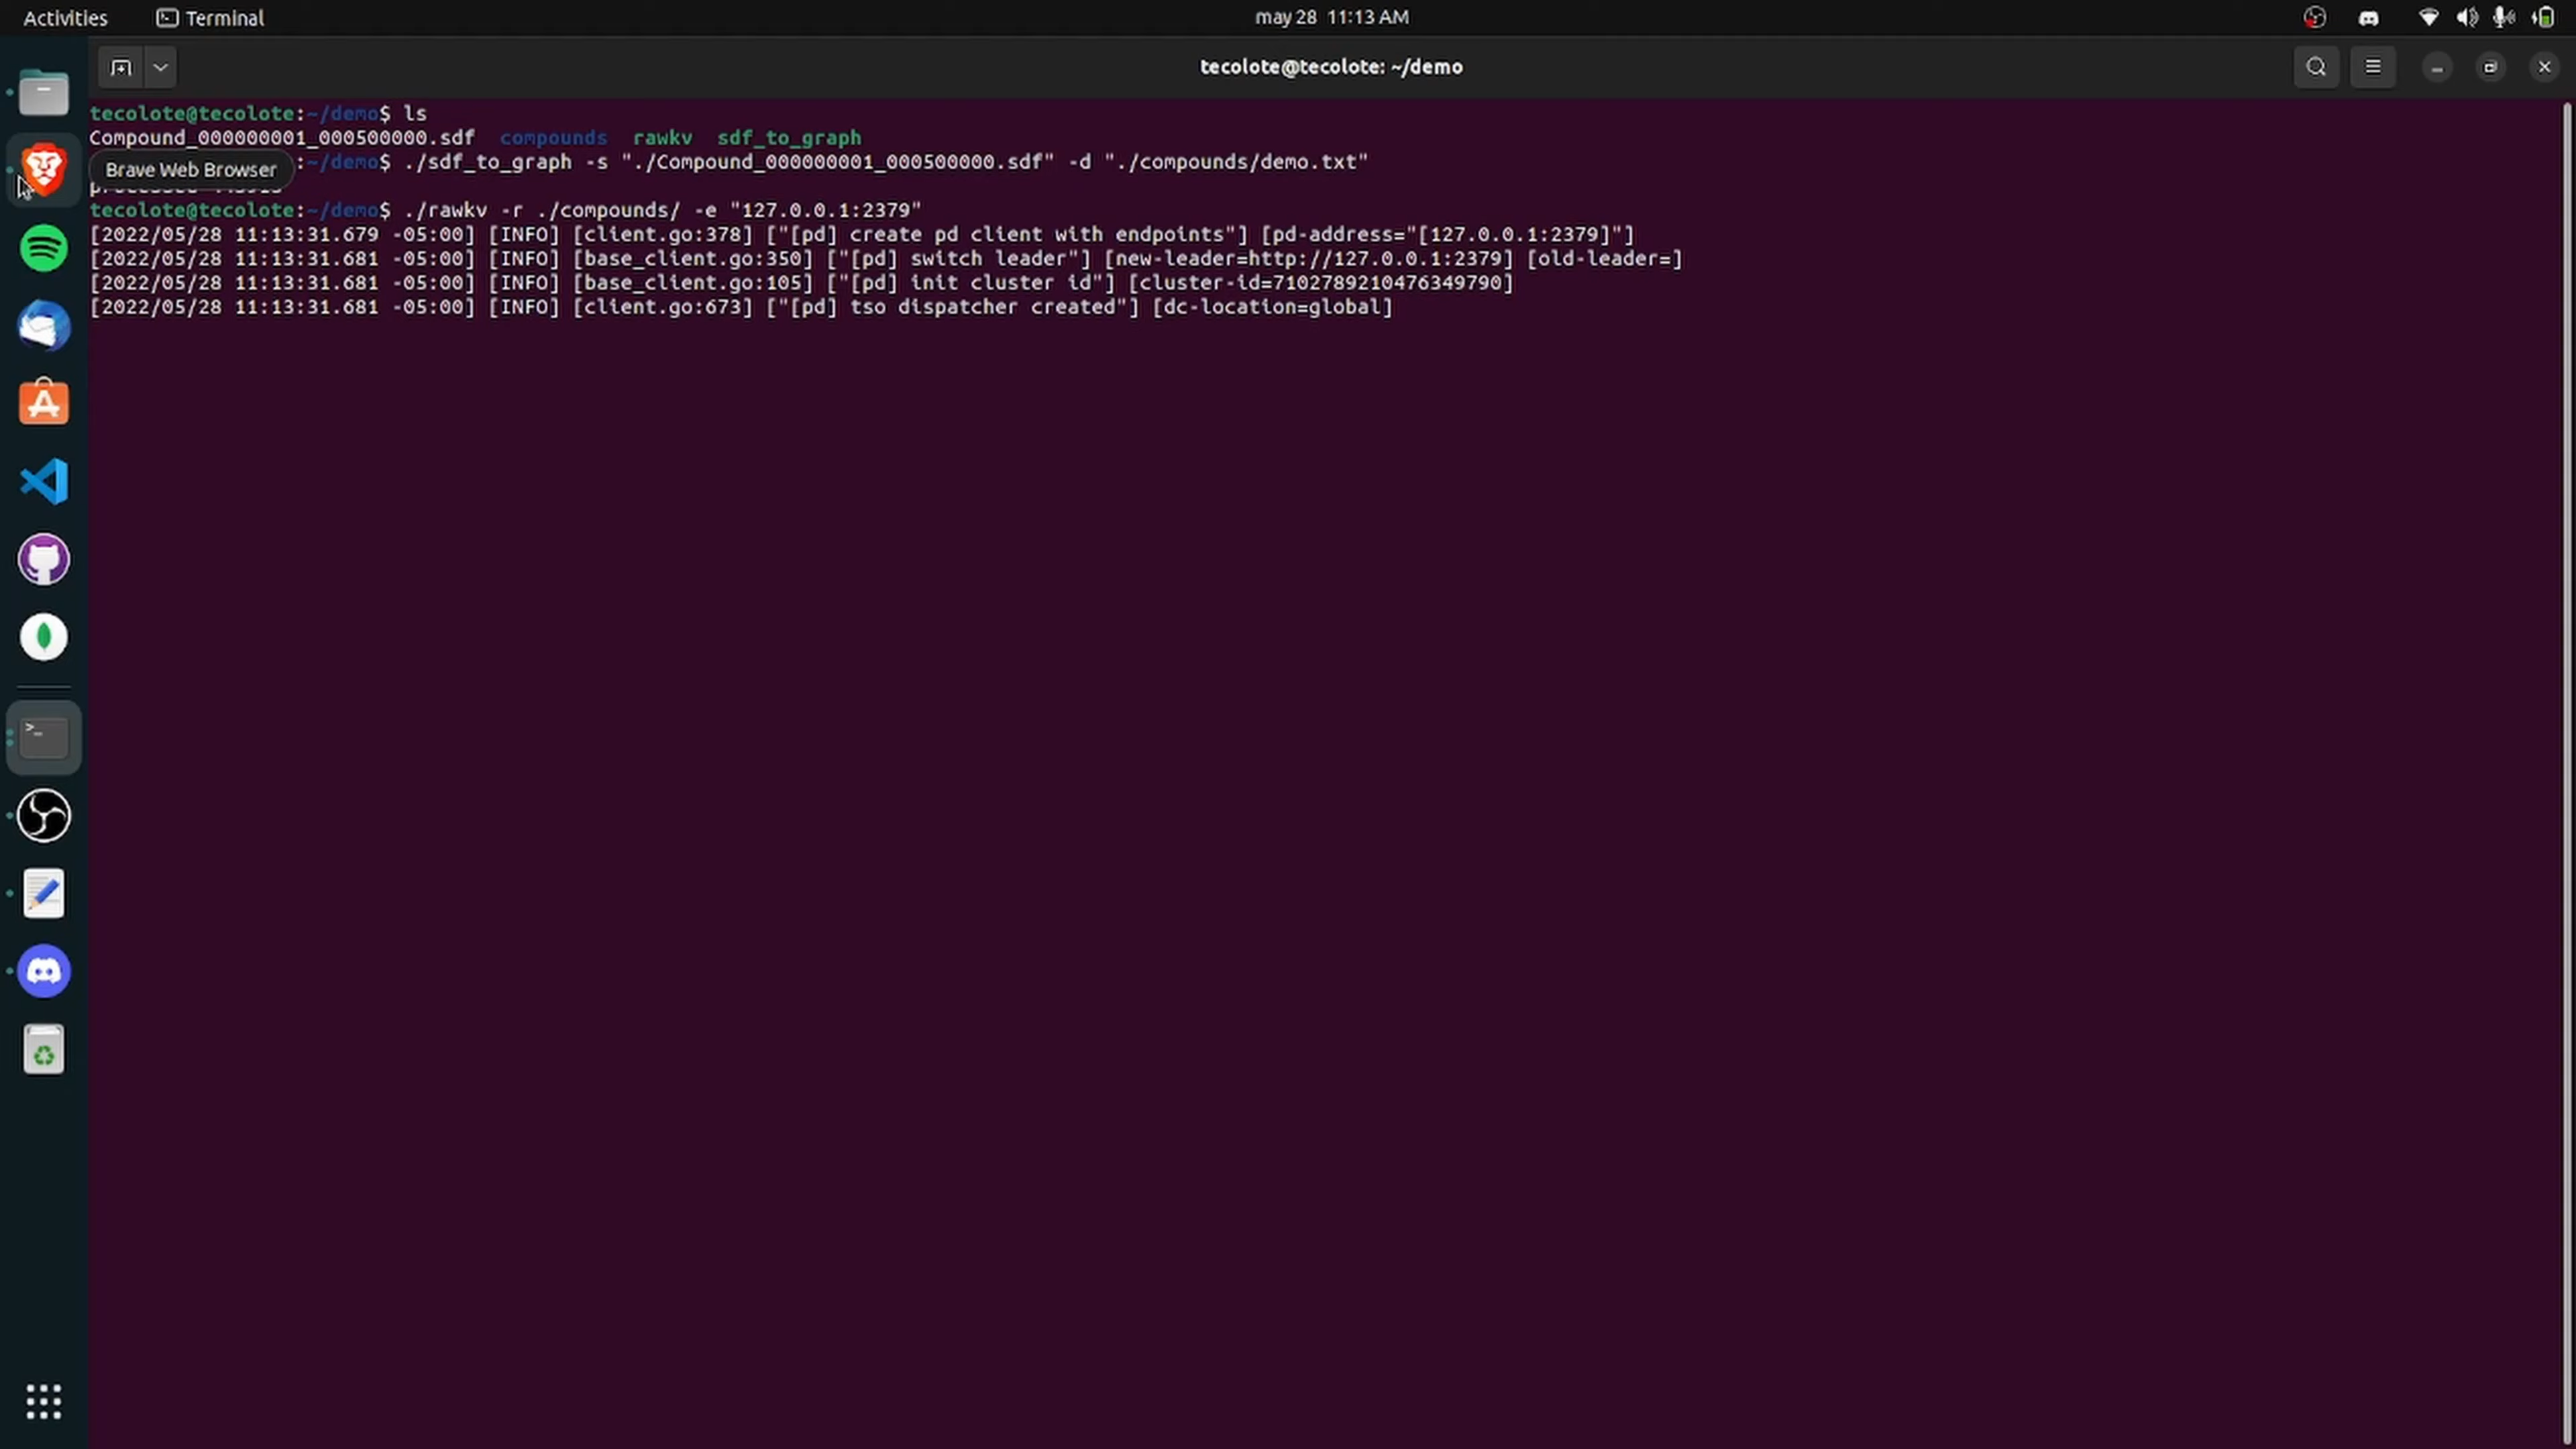 Activities Terminal may 28 11:13 AM
tecolote@tecolote: ~/demo
tecolote@tecolote:~/demo$ ls
Compound_000000001_000500000.sdf compounds rawkv sdf_to_graph
Brave Web Browser :~/demo$ ./sdf_to_graph -s "./Compound_000000001_000500000.sdf" -d "./compounds/demo.txt"
tecolote@tecolote:~/demo$ ./rawkv -r ./compounds/ -e "127.0.0.1:2379"
[2022/05/28 11:13:31.679 -05:00] [INFO] [client.go:378] ["[pd] create pd client with endpoints"] [pd-address="[127.0.0.1:2379]"]
[2022/05/28 11:13:31.681 -05:00] [INFO] [base_client.go:350] ["[pd] switch leader"] [new-leader=http://127.0.0.1:2379] [old-leader=]
[2022/05/28 11:13:31.681 -05:00] [INFO] [base_client.go:105] ["[pd] init cluster id"] [cluster-id=7102789210476349790]
[2022/05/28 11:13:31.681 -05:00] [INFO] [client.go:673] ["[pd] tso dispatcher created"] [dc-location=global]